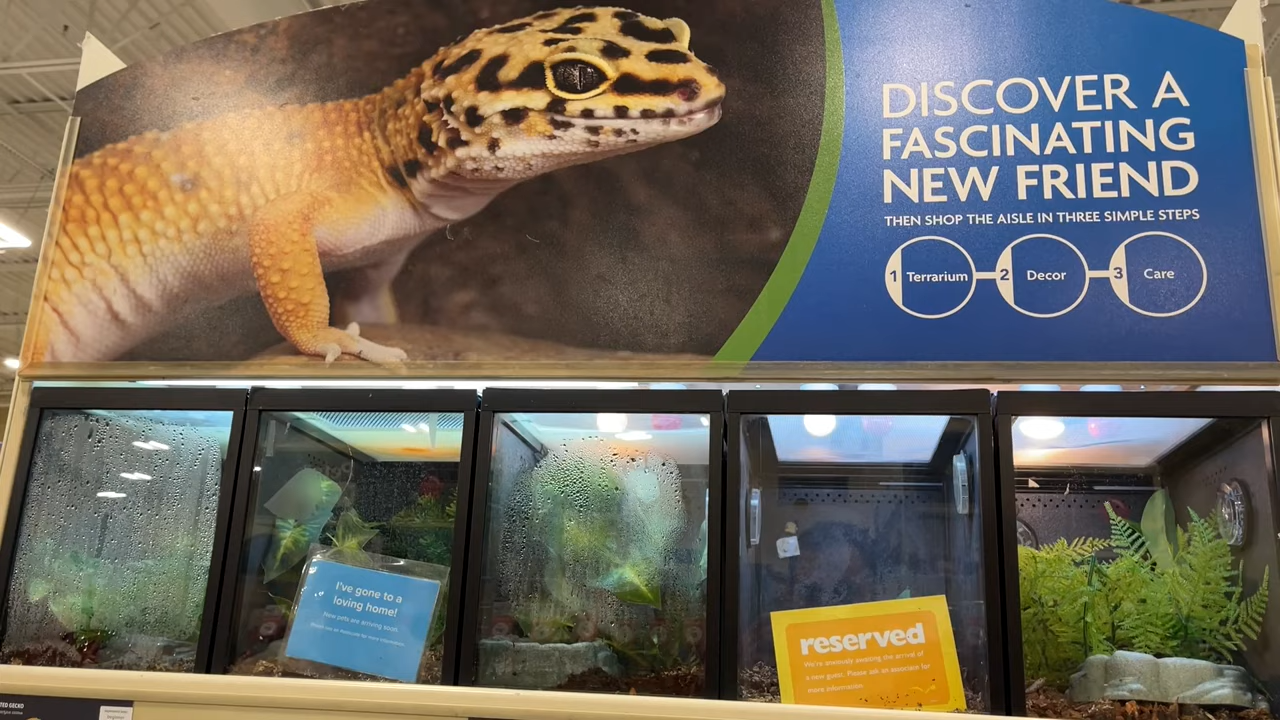 DISCOVER A
FASCINATING
NEW FRIEND
THEN SHOP THE AISLE IN THREE SIMPLE STEPS
1 Terrarium 2 Decor 3 Care
I've gone to a
loving home!
New pets are arriving soon.
reserved
We're anxiously awaiting the arrival of
a new guest. Please ask an associate for
more information.
GECKO